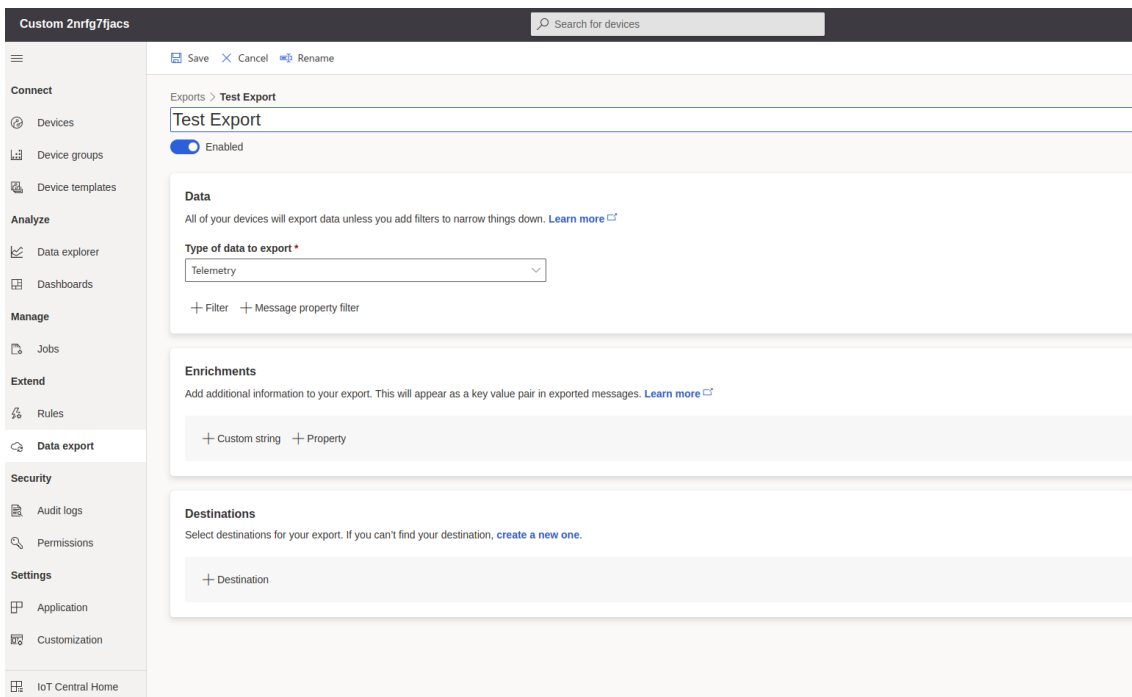 Custom 2nrfg7fjacs
Search for devices
Save Cancel Rename
Connect
Devices
Device groups
Device templates
Analyze
Data explorer
Dashboards
Manage
Jobs
Extend
Rules
Data export
Security
Audit logs
Permissions
Settings
Application
Customization
IoT Central Home
Exports > Test Export
Test Export
Enabled
Data
All of your devices will export data unless you add filters to narrow things down. Learn more
Type of data to export *
Telemetry
+ Filter + Message property filter
Enrichments
Add additional information to your export. This will appear as a key value pair in exported messages. Learn more
+ Custom string + Property
Destinations
Select destinations for your export. If you can't find your destination, create a new one.
+ Destination